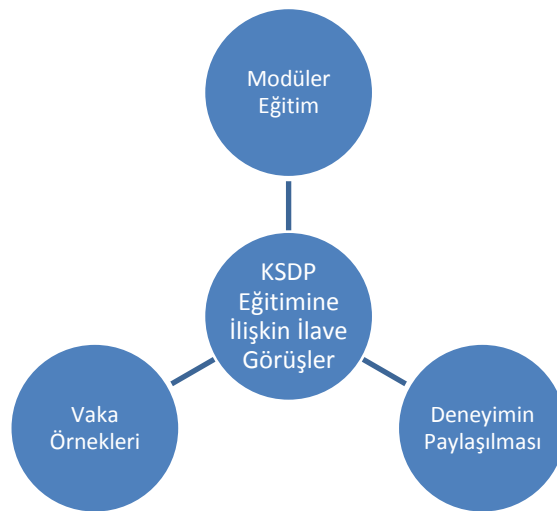 Modüler
Eğitim
KSDP
Eğitimine
İlişkin İlave
Görüşler
Vaka
Örnekleri
Deneyimin
Paylaşılması